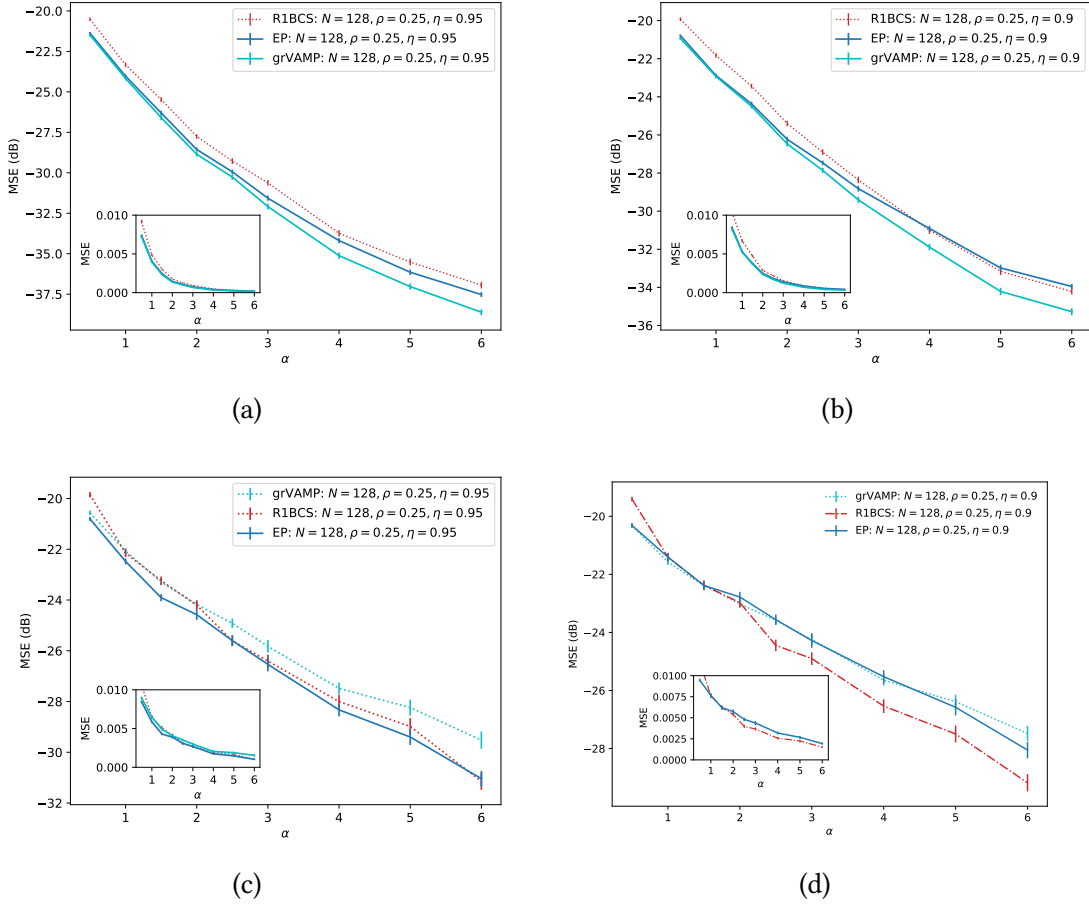 −20.0
−22.5
−25.0
−27.5
−30.0
−32.5
−35.0
−37.5
MSE (dB)
R1BCS: N = 128, ρ = 0.25, η = 0.95
EP: N = 128, ρ = 0.25, η = 0.95
grVAMP: N = 128, ρ = 0.25, η = 0.95
0.010
0.005
0.000
MSE
1 2 3 4 5 6
α
1 2 3 4 5 6
α
(a)
−20
−22
−24
−26
−28
−30
−32
−34
−36
MSE (dB)
R1BCS: N = 128, ρ = 0.25, η = 0.9
EP: N = 128, ρ = 0.25, η = 0.9
grVAMP: N = 128, ρ = 0.25, η = 0.9
0.010
0.005
0.000
MSE
1 2 3 4 5 6
α
1 2 3 4 5 6
α
(b)
−20
−22
−24
−26
−28
−30
−32
MSE (dB)
grVAMP: N = 128, ρ = 0.25, η = 0.95
R1BCS: N = 128, ρ = 0.25, η = 0.95
EP: N = 128, ρ = 0.25, η = 0.95
0.010
0.005
0.000
MSE
1 2 3 4 5 6
α
1 2 3 4 5 6
α
(c)
−20
−22
−24
−26
−28
MSE (dB)
grVAMP: N = 128, ρ = 0.25, η = 0.9
R1BCS: N = 128, ρ = 0.25, η = 0.9
EP: N = 128, ρ = 0.25, η = 0.9
0.0100
0.0075
0.0050
0.0025
0.0000
MSE
1 2 3 4 5 6
α
1 2 3 4 5 6
α
(d)